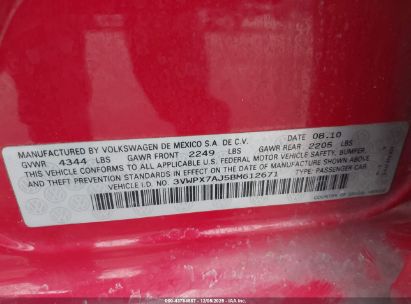 MANUFACTURED BY VOLKSWAGEN DE MEXICO S.A. DE C.V. DATE 08.10
GVWR 4344 LBS GAWR FRONT 2249 LBS GAWR REAR 2205 LBS
THIS VEHICLE CONFORMS TO ALL APPLICABLE U.S. FEDERAL MOTOR VEHICLE SAFETY, BUMPER,
AND THEFT PREVENTION STANDARDS IN EFFECT ON THE DATE OF MANUFACTURE SHOWN ABOVE.
VEHICLE I.D. NO.: 3VWPX7AJ5BM612671 TYPE: PASSENGER CAR